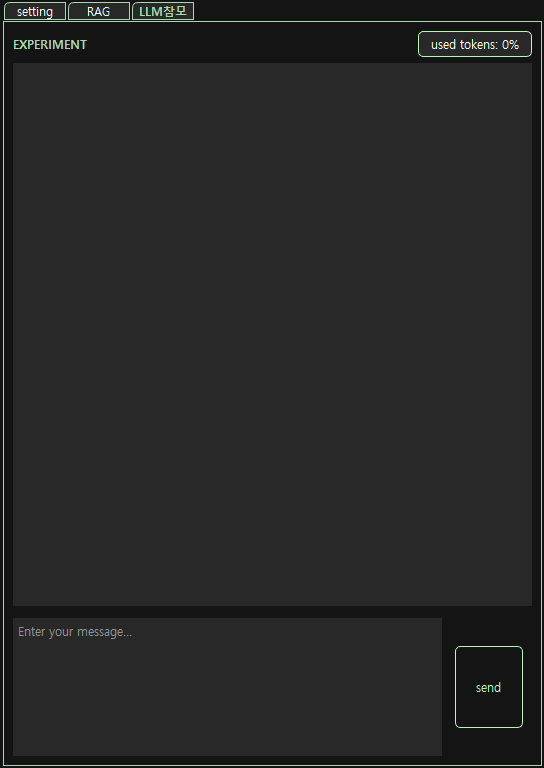 setting RAG LLM참모
EXPERIMENT used tokens: 0%
Enter your message...
send